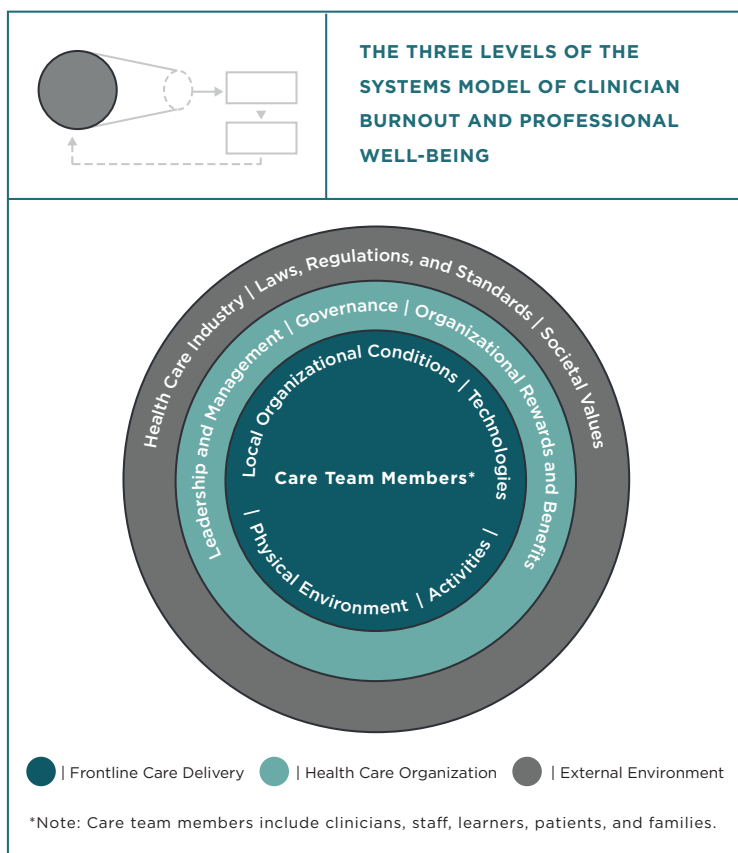 THE THREE LEVELS OF THE
SYSTEMS MODEL OF CLINICIAN
BURNOUT AND PROFESSIONAL
WELL-BEING
Health Care Industry | Laws, Regulations, and Standards | Societal Values
Leadership and Management | Governance | Organizational Rewards and Benefits
Local Organizational Conditions | Technologies
Care Team Members*
| Physical Environment | Activities |
| Frontline Care Delivery | Health Care Organization | External Environment
*Note: Care team members include clinicians, staff, learners, patients, and families.